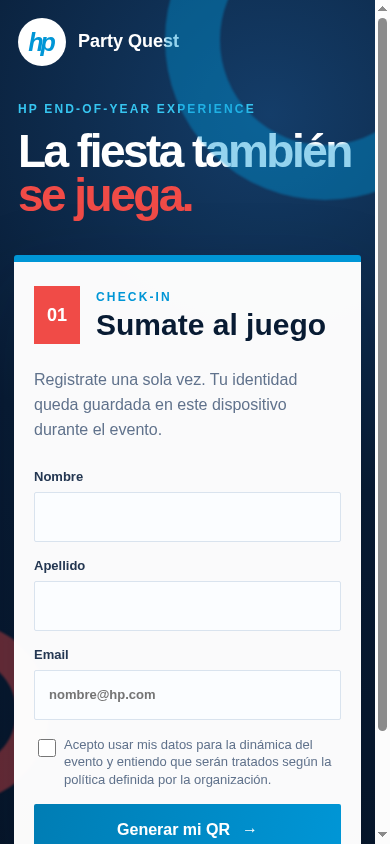 hp Party Quest
HP END-OF-YEAR EXPERIENCE
La fiesta también
se juega.
01
CHECK-IN
Sumate al juego
Registrate una sola vez. Tu identidad
queda guardada en este dispositivo
durante el evento.
Nombre
Apellido
Email
nombre@hp.com
Acepto usar mis datos para la dinámica del
evento y entiendo que serán tratados según la
política definida por la organización.
Generar mi QR →